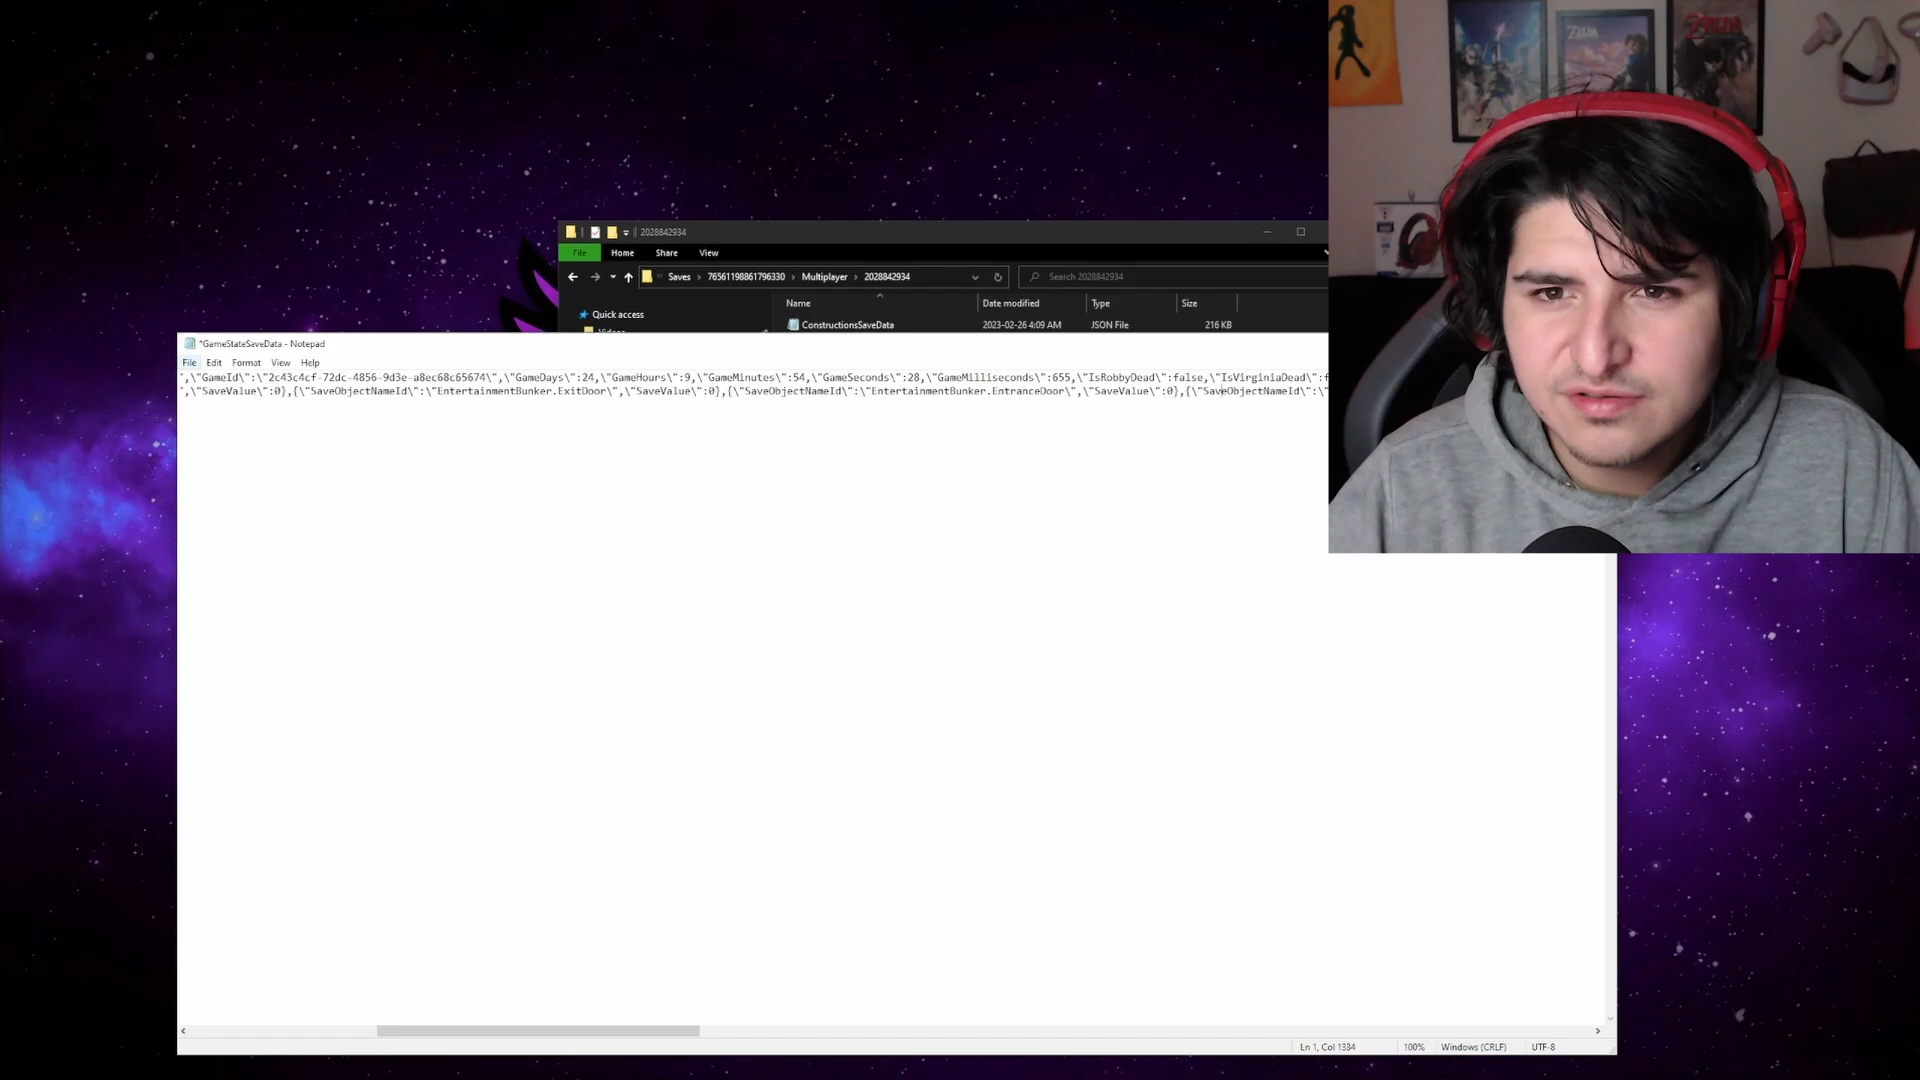 ZELDA
ZELDA
2028842934
File Home Share View
Saves 76561198861796330 Multiplayer 2028842934 Search 2028842934
Name Date modified Type Size
Quick access
ConstructionsSaveData 2023-02-26 4:09 AM JSON File 216 KB
*GameStateSaveData - Notepad
File Edit Format View Help
",\"GameId\":\"2c43c4cf-72dc-4856-9d3e-a8ec68c65674\",\"GameDays\":24,\"GameHours\":9,\"GameMinutes\":54,\"GameSeconds\":28,\"GameMilliseconds\":655,\"IsRobbyDead\":false,\"IsVirginiaDead\":f
",\"SaveValue\":0},{\"SaveObjectNameId\":\"EntertainmentBunker.ExitDoor\",\"SaveValue\":0},{\"SaveObjectNameId\":\"EntertainmentBunker.EntranceDoor\",\"SaveValue\":0},{\"SaveObjectNameId\":\"
Ln 1, Col 1334 100% Windows (CRLF) UTF-8